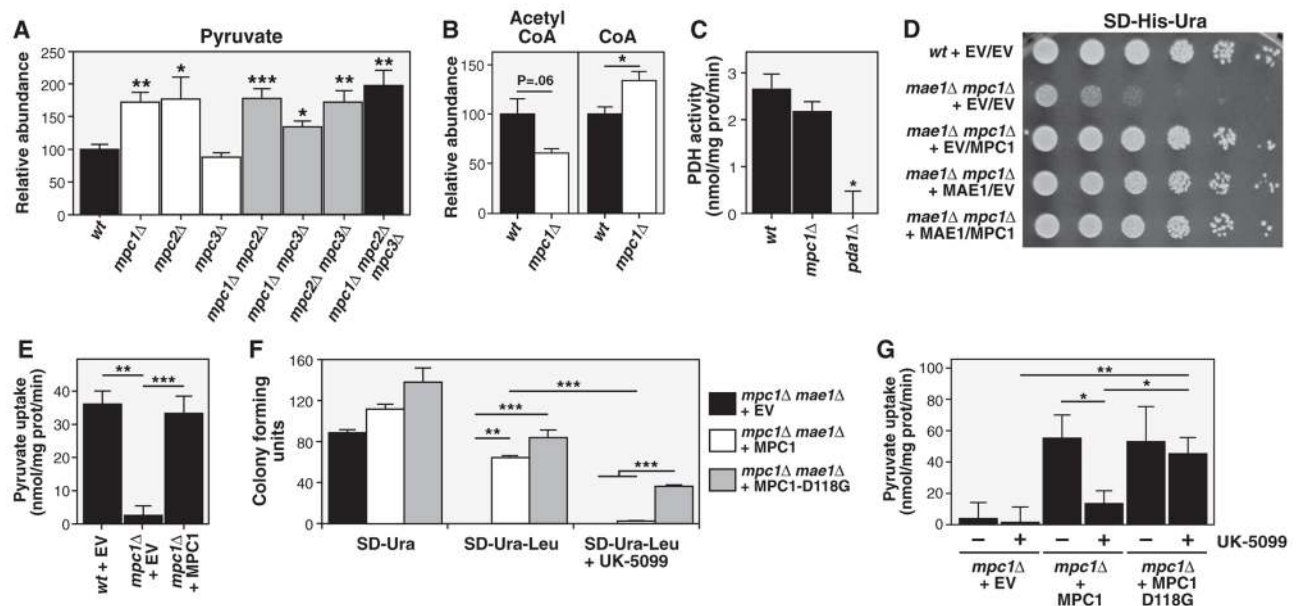 A
Pyruvate
Relative abundance
250
200
150
100
50
0
**
*
***
*
**
**
wt
mpc1Δ
mpc2Δ
mpc3Δ
mpc1Δ mpc2Δ
mpc1Δ mpc3Δ
mpc2Δ mpc3Δ
mpc1Δ mpc2Δ
mpc3Δ
B
Acetyl
CoA
CoA
Relative abundance
150
100
50
0
P=.06
*
wt
mpc1Δ
wt
mpc1Δ
C
PDH activity
(nmol/mg prot/min)
3
2
1
0
*
wt
mpc1Δ
pda1Δ
D
SD-His-Ura
wt + EV/EV
mae1Δ mpc1Δ
+ EV/EV
mae1Δ mpc1Δ
+ EV/MPC1
mae1Δ mpc1Δ
+ MAE1/EV
mae1Δ mpc1Δ
+ MAE1/MPC1
E
Pyruvate uptake
(nmol/mg prot/min)
40
30
20
10
0
**
***
wt + EV
mpc1Δ
+ EV
mpc1Δ
+ MPC1
F
Colony forming
units
160
120
80
40
0
***
***
**
***
SD-Ura
SD-Ura-Leu
SD-Ura-Leu
+ UK-5099
mpc1Δ mae1Δ
+ EV
mpc1Δ mae1Δ
+ MPC1
mpc1Δ mae1Δ
+ MPC1-D118G
G
Pyruvate uptake
(nmol/mg prot/min)
100
80
60
40
20
0
**
*
*
– + – + – + UK-5099
mpc1Δ
+ EV
mpc1Δ
+
MPC1
mpc1Δ
+ MPC1
D118G